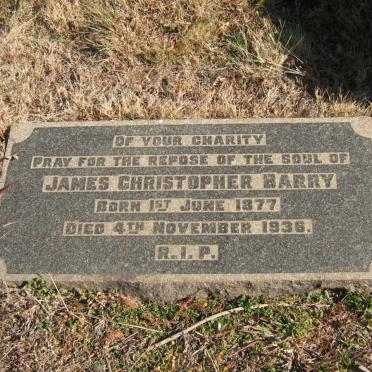 OF YOUR CHARITY
PRAY FOR THE REPOSE OF THE SOUL OF
JAMES CHRISTOPHER BARRY
BORN 1ST JUNE 1877
DIED 4TH NOVEMBER 1936.
R.I.P.